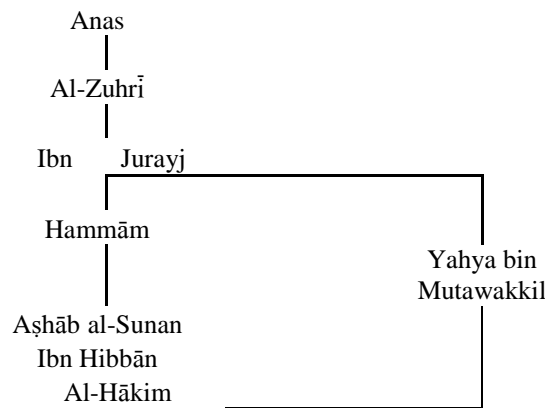 Anas
Al-Zuhrī
Ibn Jurayj
Hammām
Yahya bin
Mutawakkil
Aṣhāb al-Sunan
Ibn Hibbān
Al-Hākim